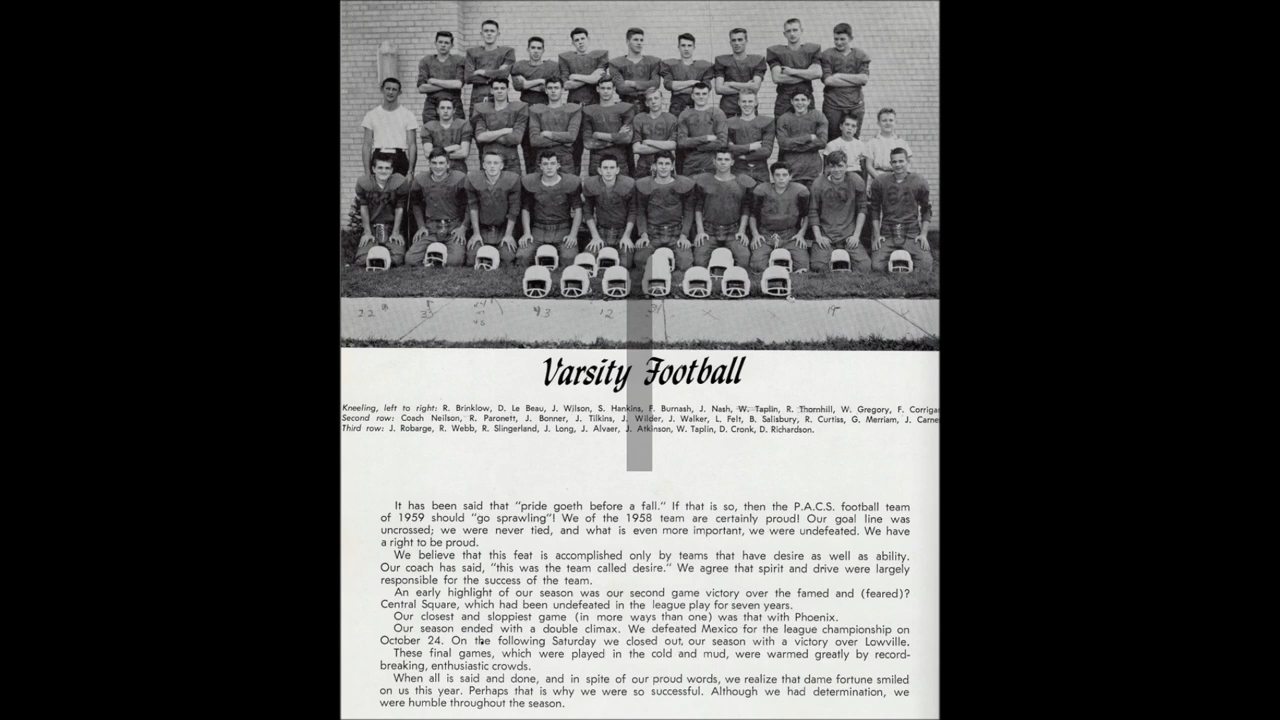 22 33 43 12 31 19
Varsity Football
Kneeling, left to right: R. Brinklow, D. Le Beau, J. Wilson, S. Hankins, F. Burnash, J. Nash, W. Taplin, R. Thornhill, W. Gregory, F. Corrigan
Second row: Coach Neilson, R. Paronett, J. Bonner, J. Tilkins, J. Wilder, J. Walker, L. Felt, B. Salisbury, R. Curtiss, G. Merriam, J. Came
Third row: J. Robarge, R. Webb, R. Slingerland, J. Long, J. Alvaer, J. Atkinson, W. Taplin, D. Cronk, D. Richardson.
It has been said that "pride goeth before a fall." If that is so, then the P.A.C.S. football team
of 1959 should "go sprawling"! We of the 1958 team are certainly proud! Our goal line was
uncrossed; we were never tied, and what is even more important, we were undefeated. We have
a right to be proud.
We believe that this feat is accomplished only by teams that have desire as well as ability.
Our coach has said, "this was the team called desire." We agree that spirit and drive were largely
responsible for the success of the team.
An early highlight of our season was our second game victory over the famed and (feared)?
Central Square, which had been undefeated in the league play for seven years.
Our closest and sloppiest game (in more ways than one) was that with Phoenix.
Our season ended with a double climax. We defeated Mexico for the league championship on
October 24. On the following Saturday we closed out, our season with a victory over Lowville.
These final games, which were played in the cold and mud, were warmed greatly by record-
breaking, enthusiastic crowds.
When all is said and done, and in spite of our proud words, we realize that dame fortune smiled
on us this year. Perhaps that is why we were so successful. Although we had determination, we
were humble throughout the season.